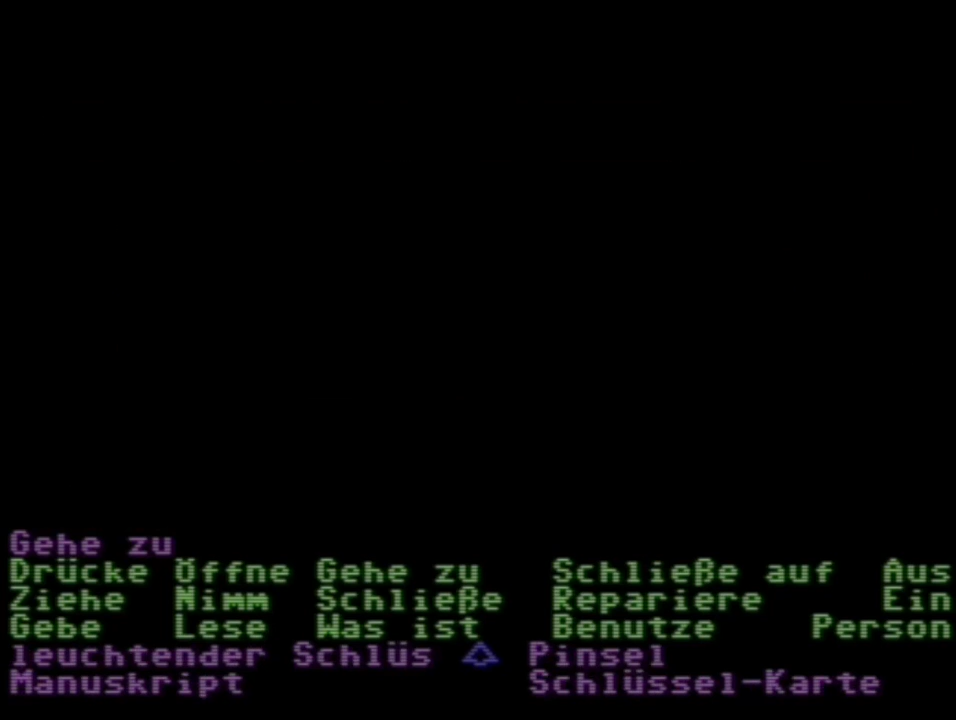 Gehe zu
Drücke Öffne Gehe zu Schließe auf Aus
Ziehe Nimm Schließe Repariere Ein
Gebe Lese Was ist Benutze Person
leuchtender Schlüs Pinsel
Manuskript Schlüssel-Karte